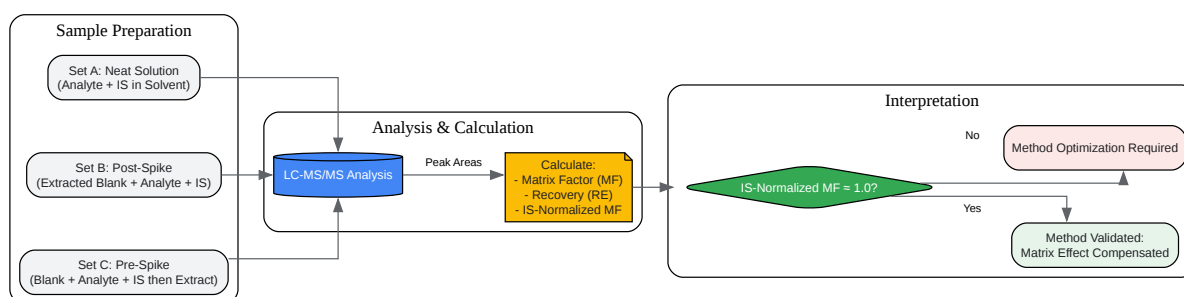 Sample Preparation
Set A: Neat Solution
(Analyte + IS in Solvent)
Set B: Post-Spike
(Extracted Blank + Analyte + IS)
Set C: Pre-Spike
(Blank + Analyte + IS then Extract)
Analysis & Calculation
LC-MS/MS Analysis
Peak Areas
Calculate:
- Matrix Factor (MF)
- Recovery (RE)
- IS-Normalized MF
Interpretation
IS-Normalized MF ≈ 1.0?
No
Method Optimization Required
Yes
Method Validated:
Matrix Effect Compensated